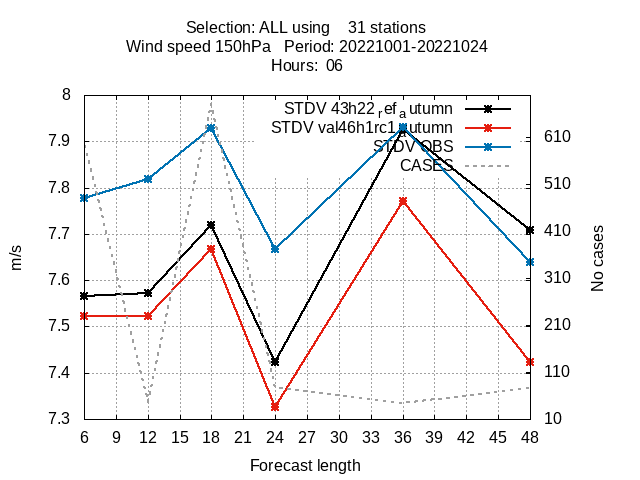 Selection: ALL using    31 stations
Wind speed 150hPa   Period: 20221001-20221024
Hours:  06
STDV 43h22ref_autumn
STDV val46h1rc1autumn
STDV OBS
CASES
8
7.9
7.8
7.7
7.6
7.5
7.4
7.3
m/s
610
510
410
310
210
110
10
No cases
6 9 12 15 18 21 24 27 30 33 36 39 42 45 48
Forecast length